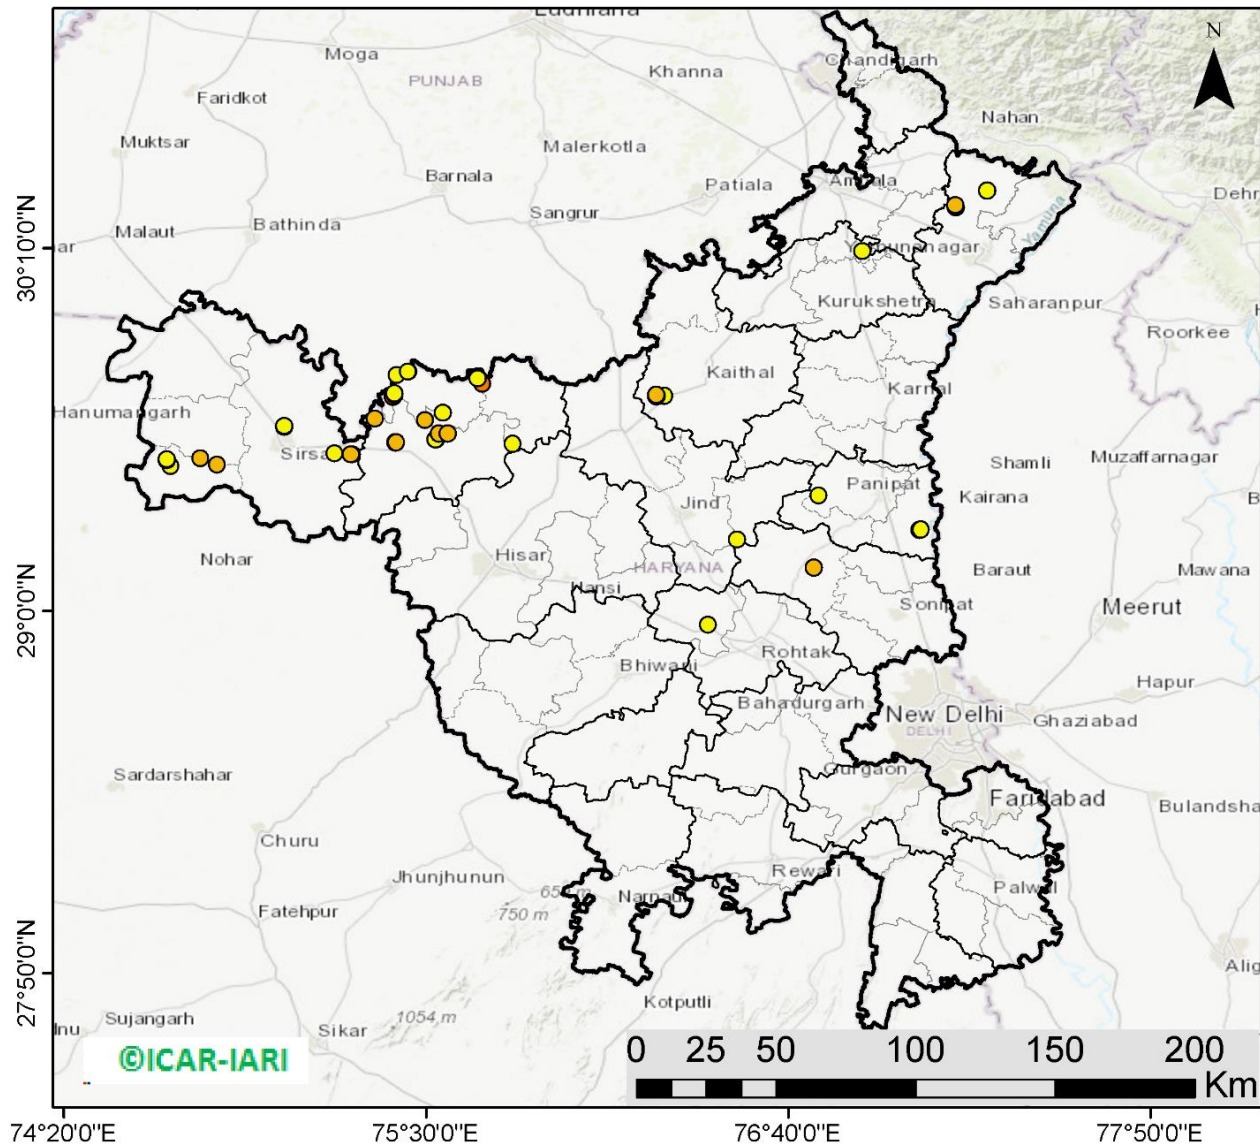 Moga
Khanna
Chandigarh
N
PUNJAB
Faridkot
Nahan
Muktsar
Malerkotla
Barnala
Patiala
Ambala
Sangrur
Malaut
Bathinda
Yamuna
30°10'0"N
Yamunanagar
Kurukshetra
Saharanpur
Roorkee
Kaithal
Karnal
Hanumangarh
Sirsa
Shamli
Muzaffarnagar
Panipat
Kairana
Jind
Nohar
Hisar
HARYANA
Baraut
Mawana
Hansi
29°0'0"N
Sonipat
Meerut
Rohtak
Bhiwani
Hapur
Bahadurgarh
New Delhi
DELHI
Ghaziabad
Sardarshahar
Gurgaon
Faridabad
Bulandsha
Churu
Jhunjhunun
Rewari
Narnaul
Palwal
750 m
Fatehpur
27°50'0"N
Kotputli
Sujangarh
1054 m
Sikar
©ICAR-IARI
0 25 50 100 150 200
Km
74°20'0"E 75°30'0"E 76°40'0"E 77°50'0"E